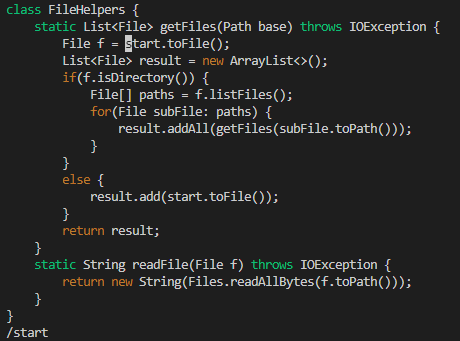 class FileHelpers {
    static List<File> getFiles(Path base) throws IOException {
        File f = start.toFile();
        List<File> result = new ArrayList<>();
        if(f.isDirectory()) {
            File[] paths = f.listFiles();
            for(File subFile: paths) {
                result.addAll(getFiles(subFile.toPath()));
            }
        }
        else {
            result.add(start.toFile());
        }
        return result;
    }
    static String readFile(File f) throws IOException {
        return new String(Files.readAllBytes(f.toPath()));
    }
}
/start